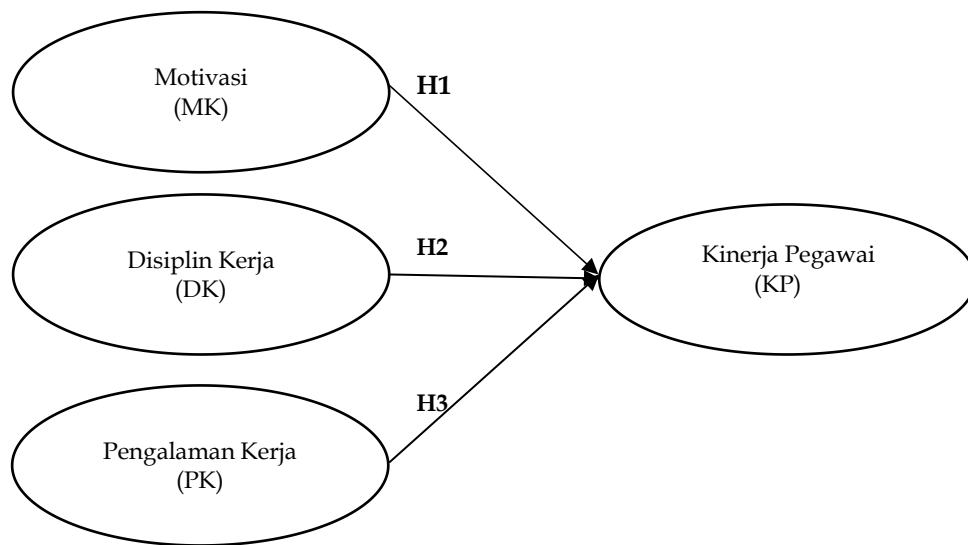 Motivasi
(MK)
H1
Disiplin Kerja
(DK)
H2
Kinerja Pegawai
(KP)
Pengalaman Kerja
(PK)
H3